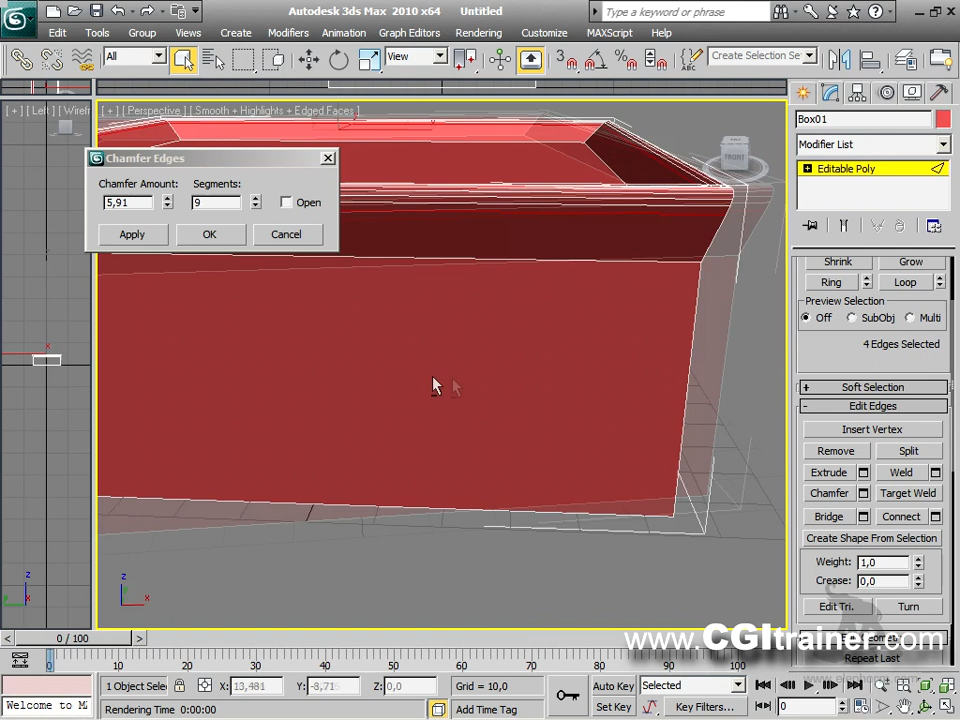 Autodesk 3ds Max 2010 x64 Untitled
Type a keyword or phrase
Edit Tools Group Views Create Modifiers Animation Graph Editors Rendering Customize MAXScript Help
All View Create Selection Se
[ + ] [ Left ] [ Wirefr [ + ] [ Perspective ] [ Smooth + Highlights + Edged Faces ]
FRONT
Box01
Modifier List
Editable Poly
Chamfer Edges
Chamfer Amount: Segments:
5,91 9 Open
Apply OK Cancel
Shrink Grow
Ring Loop
Preview Selection
Off SubObj Multi
4 Edges Selected
+ Soft Selection
- Edit Edges
Insert Vertex
Remove Split
Extrude Weld
Chamfer Target Weld
Bridge Connect
Create Shape From Selection
Weight: 1,0
Crease: 0,0
Edit Tri. Turn
Repeat Last
www.CGItrainer.com
x
z
x
z
x
< 0 / 100 >
0 10 20 30 40 50 60 70 80 90 100
1 Object Selec X: 13,481 Y: -8,715 Z: 0,0 Grid = 10,0 Auto Key Selected
Welcome to M Rendering Time 0:00:00 Add Time Tag Set Key Key Filters... 0